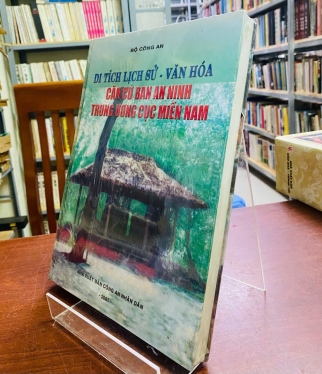 BỘ CÔNG AN
DI TÍCH LỊCH SỬ - VĂN HÓA
CĂN CỨ BAN AN NINH
TRUNG ƯƠNG CỤC MIỀN NAM
NHÀ XUẤT BẢN CÔNG AN NHÂN DÂN